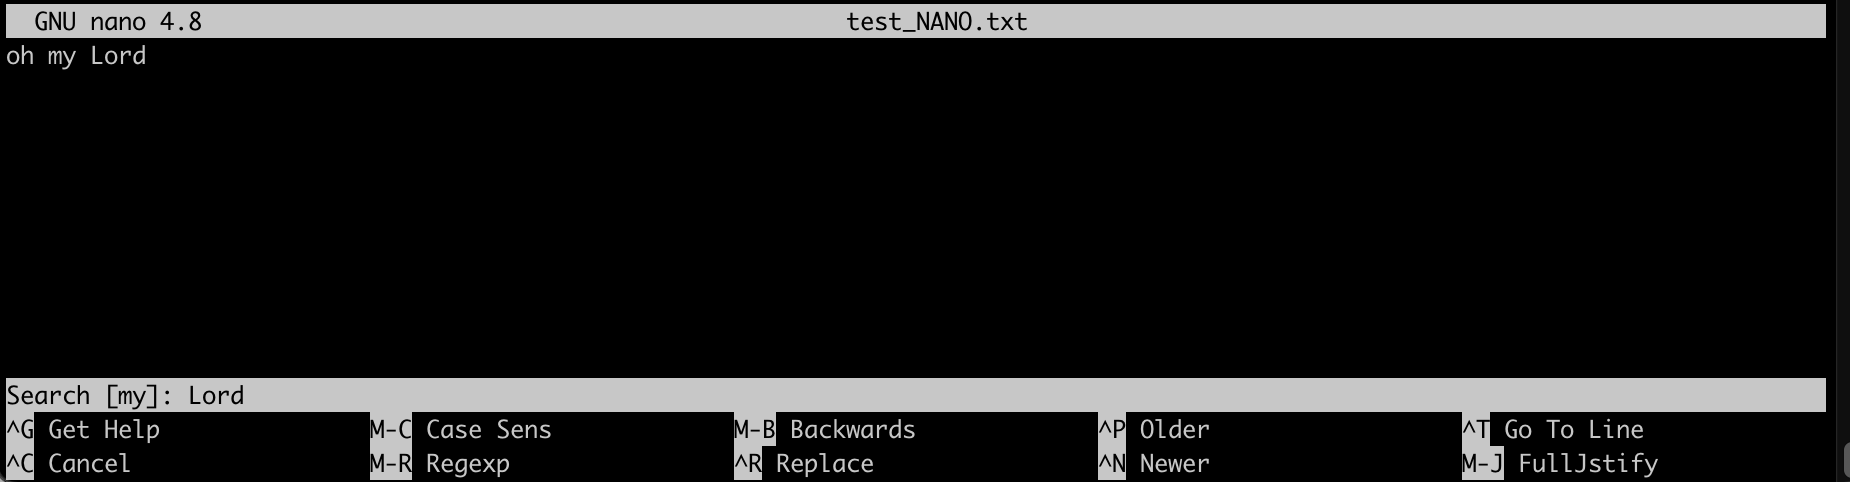 GNU nano 4.8 test_NANO.txt
oh my Lord
Search [my]: Lord
^G Get Help M-C Case Sens M-B Backwards ^P Older ^T Go To Line
^C Cancel M-R Regexp ^R Replace ^N Newer M-J FullJstify